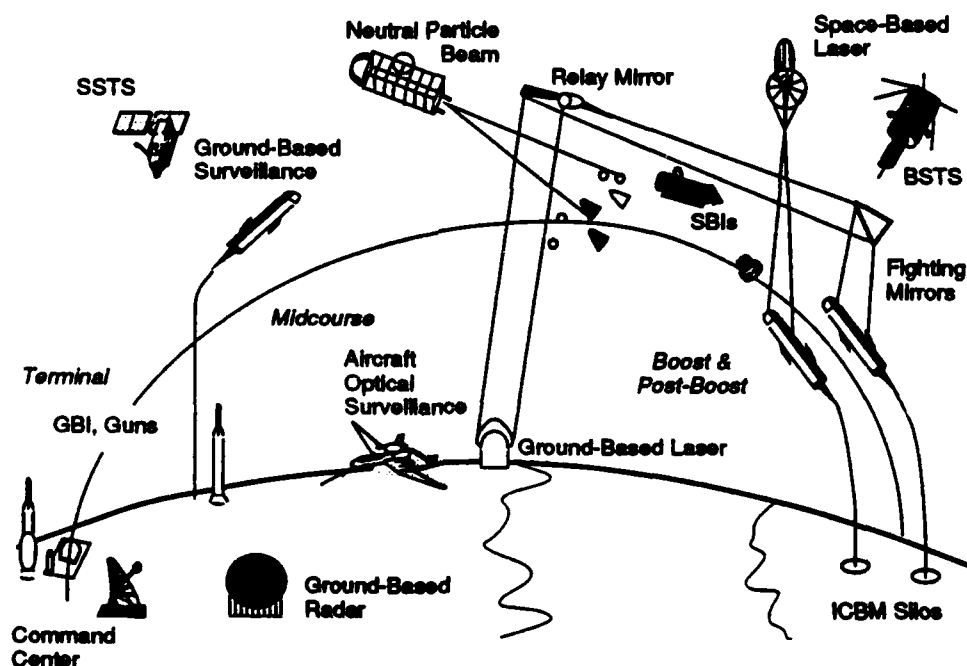 Neutral Particle
Beam
Space-Based
Laser
SSTS
Relay Mirror
Ground-Based
Surveillance
BSTS
SBIs
Fighting
Mirrors
Midcourse
Terminal
Aircraft
Optical
Surveillance
Boost &
Post-Boost
GBI, Guns
Ground-Based Laser
Ground-Based
Radar
ICBM Silos
Command
Center